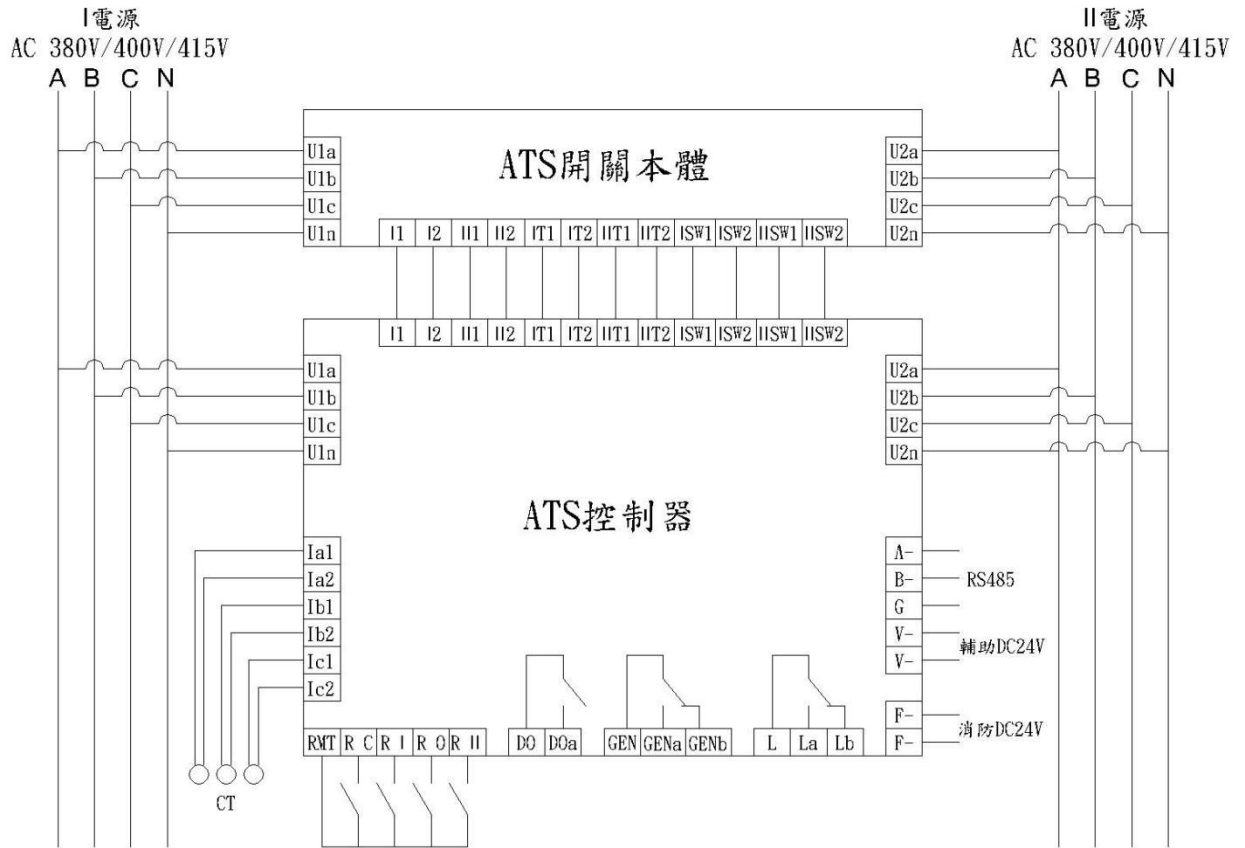 I電源
AC 380V/400V/415V
A B C N
II電源
AC 380V/400V/415V
A B C N
ATS開關本體
U1a
U1b
U1c
U1n
U2a
U2b
U2c
U2n
I1 I2 II1 II2 IT1 IT2 IIT1 IIT2 ISW1 ISW2 IISW1 IISW2
I1 I2 II1 II2 IT1 IT2 IIT1 IIT2 ISW1 ISW2 IISW1 IISW2
U1a
U1b
U1c
U1n
U2a
U2b
U2c
U2n
ATS控制器
Ia1
Ia2
Ib1
Ib2
Ic1
Ic2
CT
A-
B- RS485
G
V-
輔助DC24V
V-
F-
消防DC24V
F-
RMT R C R I R O R II DO DOa GEN GENa GENb L La Lb